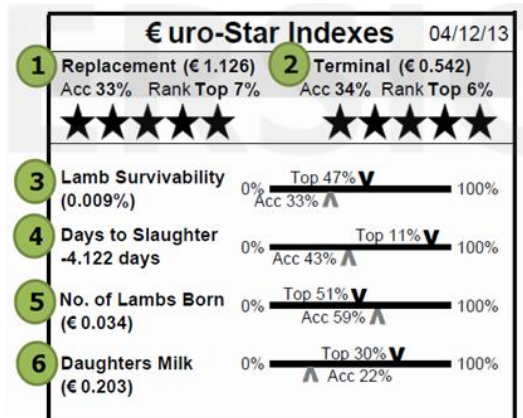 €uro-Star Indexes 04/12/13
1 Replacement (€ 1.126) 2 Terminal (€ 0.542)
Acc 33% Rank Top 7% Acc 34% Rank Top 6%
3 Lamb Survivability
(0.009%)
0% Top 47% 100%
Acc 33%
4 Days to Slaughter
-4.122 days
0% Top 11% 100%
Acc 43%
5 No. of Lambs Born
(€ 0.034)
0% Top 51% 100%
Acc 59%
6 Daughters Milk
(€ 0.203)
0% Top 30% 100%
Acc 22%